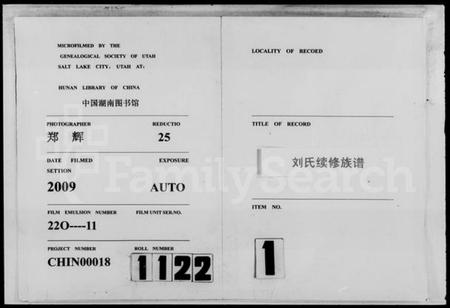 MICROFILMED BY THE
GENEALOGICAL SOCIETY OF UTAH
SALT LAKE CITY, UTAH AT:
HUNAN LIBRARY OF CHINA
中国湖南图书馆
PHOTOGRAPHER REDUCTIO
郑 辉 25
DATE FILMED EXPOSURE
SETTION
2009 AUTO
FILM EMULSION NUMBER FILM UNIT SER.NO.
22O----11
PROJECT NUMBER ROLL NUMBER
CHIN00018 1122
LOCALITY OF RECOED
TITLE OF RECORD
刘氏续修族谱
ITEM NO.
1
FamilySearch